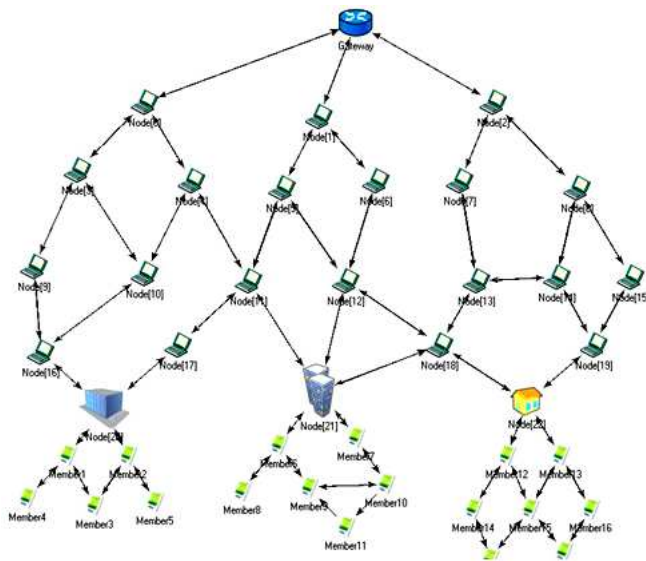 Gateway
Node[0]
Node[1]
Node[2]
Node[3]
Node[4]
Node[5]
Node[6]
Node[7]
Node[8]
Node[9]
Node[10]
Node[11]
Node[12]
Node[13]
Node[14]
Node[15]
Node[16]
Node[17]
Node[18]
Node[19]
Node[20]
Node[21]
Node[22]
Member1
Member2
Member6
Member7
Member12
Member13
Member4
Member3
Member5
Member8
Member9
Member10
Member11
Member14
Member15
Member16